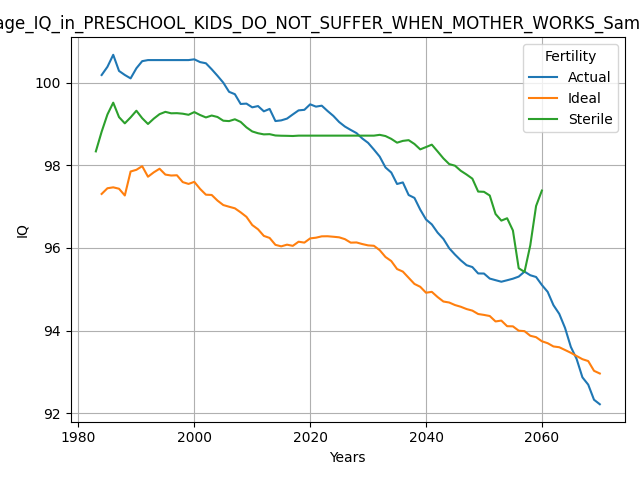 age_IQ_in_PRESCHOOL_KIDS_DO_NOT_SUFFER_WHEN_MOTHER_WORKS_Sam
Fertility
Actual
Ideal
Sterile
100
98
96
94
92
IQ
1980
2000
2020
2040
2060
Years